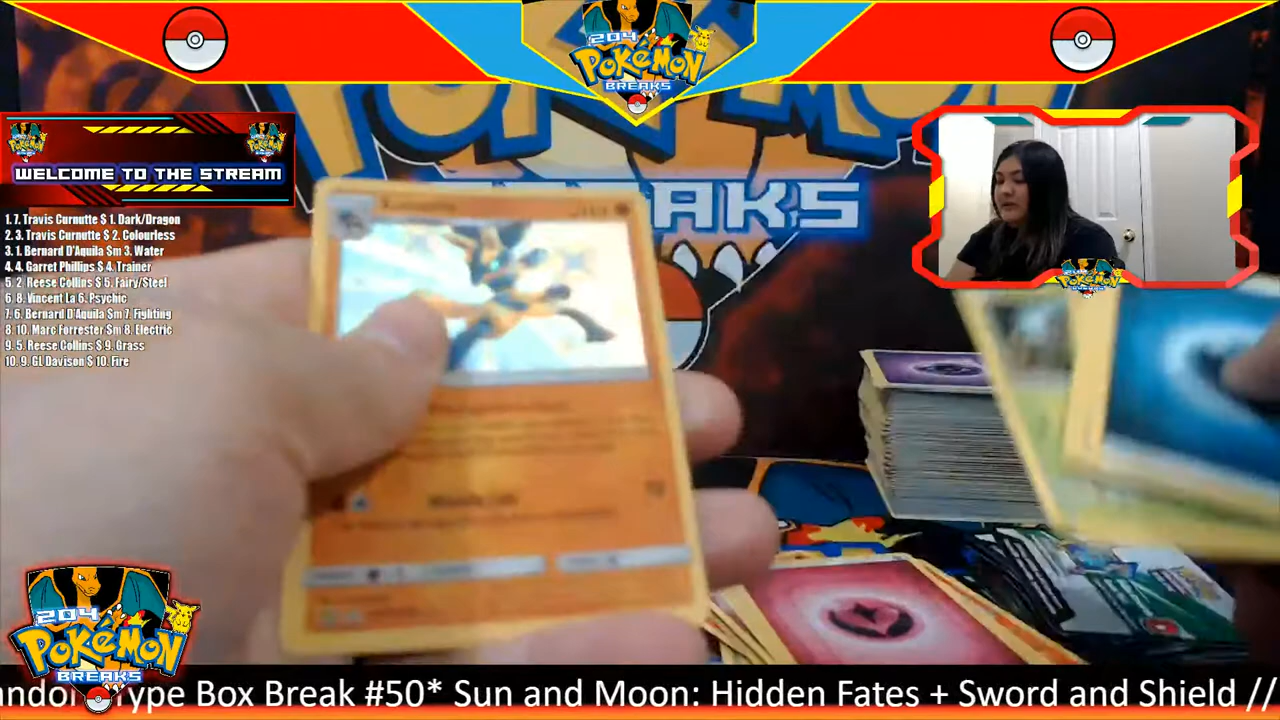 204
POKÉMON
BREAKS
WELCOME TO THE STREAM
1. 7. Travis Curnutte $ 1. Dark/Dragon
2. 3. Travis Curnutte $ 2. Colourless
3. 1. Bernard D'Aquila $m 3. Water
4. 4. Garret Phillips $ 4. Trainer
5. 2. Reese Collins $ 5. Fairy/Steel
6. 8. Vincent La 6. Psychic
7. 6. Bernard D'Aquila $m 7. Fighting
8. 10. Marc Forrester $m 8. Electric
9. 5. Reese Collins $ 9. Grass
10. 9. GL Davison $ 10. Fire
204
POKÉMON
BREAKS
Type Box Break #50* Sun and Moon: Hidden Fates + Sword and Shield //